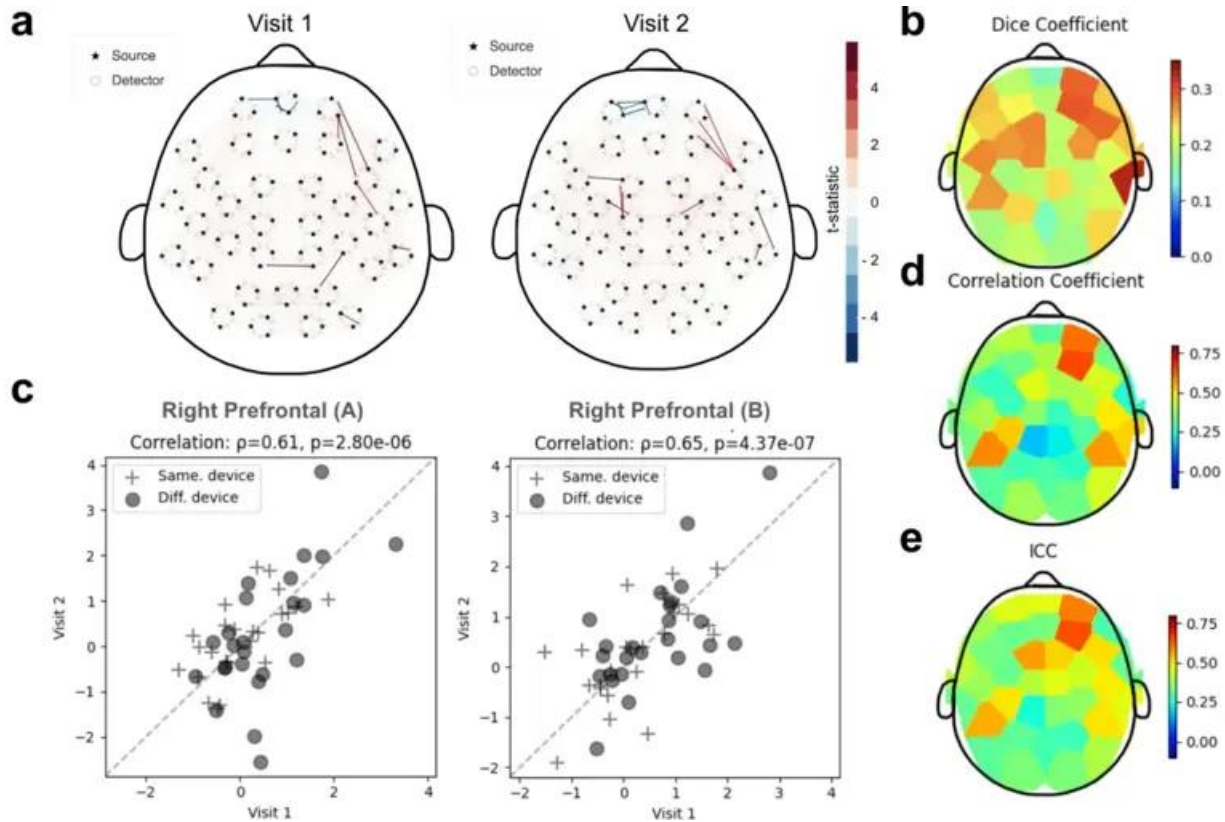 a
Visit 1
★ Source
Detector
Visit 2
★ Source
Detector
4
2
0
- 2
- 4
t-statistic
b
Dice Coefficient
0.3
0.2
0.1
0.0
c
Right Prefrontal (A)
Correlation: ρ=0.61, p=2.80e-06
+ Same. device
Diff. device
4
3
2
1
0
−1
−2
Visit 2
−2 0 2 4
Visit 1
Right Prefrontal (B)
Correlation: ρ=0.65, p=4.37e-07
+ Same. device
Diff. device
4
3
2
1
0
−1
−2
Visit 2
−2 −1 0 1 2 3 4
Visit 1
d
Correlation Coefficient
0.75
0.50
0.25
0.00
e
ICC
0.75
0.50
0.25
0.00